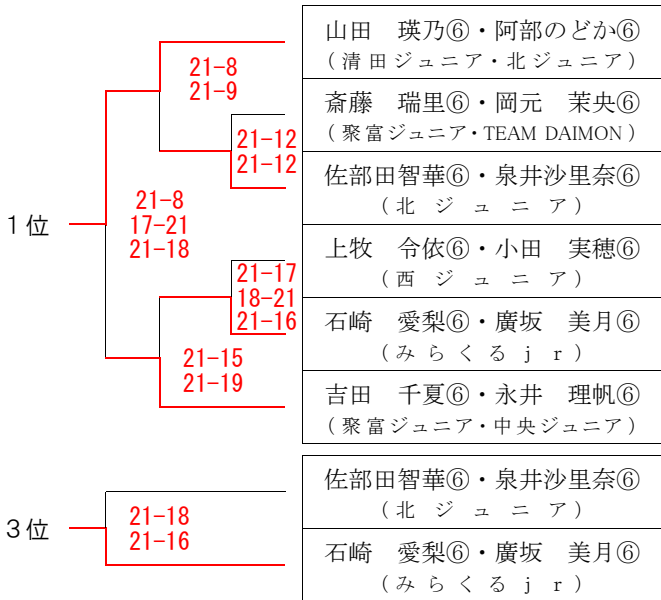 山田　瑛乃⑥・阿部のどか⑥
（清田ジュニア・北ジュニア）
21-8
21-9
斎藤　瑞里⑥・岡元　茉央⑥
（聚富ジュニア・TEAM DAIMON）
21-12
21-12
佐部田智華⑥・泉井沙里奈⑥
（北ジュニア）
1位
21-8
17-21
21-18
上牧　令依⑥・小田　実穂⑥
（西ジュニア）
21-17
18-21
21-16
石崎　愛梨⑥・廣坂　美月⑥
（みらくるｊｒ）
21-15
21-19
吉田　千夏⑥・永井　理帆⑥
（聚富ジュニア・中央ジュニア）
佐部田智華⑥・泉井沙里奈⑥
（北ジュニア）
3位
21-18
21-16
石崎　愛梨⑥・廣坂　美月⑥
（みらくるｊｒ）